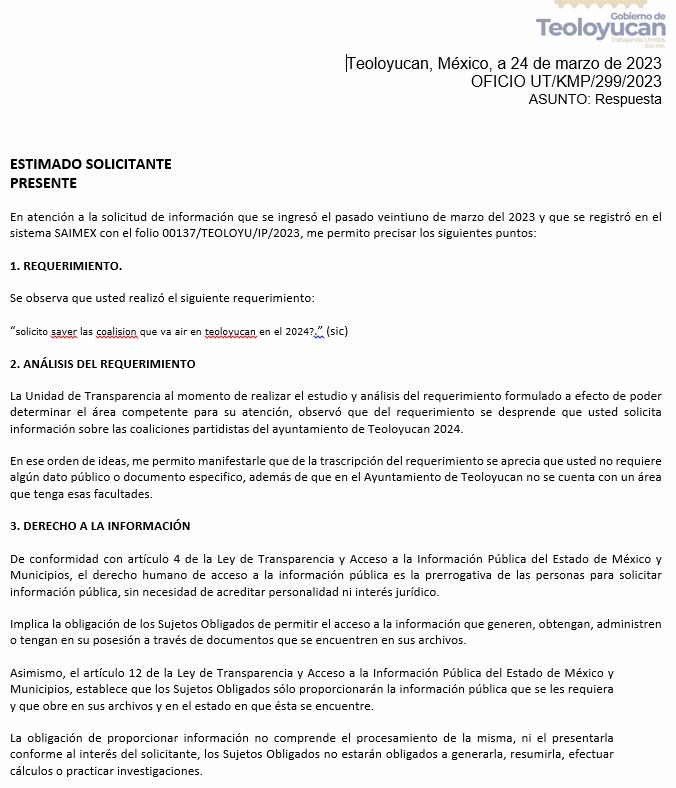 Gobierno de
Teoloyucan
Trabajando Unidos
2022-2024
Teoloyucan, México, a 24 de marzo de 2023
OFICIO UT/KMP/299/2023
ASUNTO: Respuesta
ESTIMADO SOLICITANTE
PRESENTE
En atención a la solicitud de información que se ingresó el pasado veintiuno de marzo del 2023 y que se registró en el
sistema SAIMEX con el folio 00137/TEOLOYU/IP/2023, me permito precisar los siguientes puntos:
1. REQUERIMIENTO.
Se observa que usted realizó el siguiente requerimiento:
“solicito saver las coalision que va air en teoloyucan en el 2024?.” (sic)
2. ANÁLISIS DEL REQUERIMIENTO
La Unidad de Transparencia al momento de realizar el estudio y análisis del requerimiento formulado a efecto de poder
determinar el área competente para su atención, observó que del requerimiento se desprende que usted solicita
información sobre las coaliciones partidistas del ayuntamiento de Teoloyucan 2024.
En ese orden de ideas, me permito manifestarle que de la trascripción del requerimiento se aprecia que usted no requiere
algún dato público o documento especifico, además de que en el Ayuntamiento de Teoloyucan no se cuenta con un área
que tenga esas facultades.
3. DERECHO A LA INFORMACIÓN
De conformidad con artículo 4 de la Ley de Transparencia y Acceso a la Información Pública del Estado de México y
Municipios, el derecho humano de acceso a la información pública es la prerrogativa de las personas para solicitar
información pública, sin necesidad de acreditar personalidad ni interés jurídico.
Implica la obligación de los Sujetos Obligados de permitir el acceso a la información que generen, obtengan, administren
o tengan en su posesión a través de documentos que se encuentren en sus archivos.
Asimismo, el artículo 12 de la Ley de Transparencia y Acceso a la Información Pública del Estado de México y
Municipios, establece que los Sujetos Obligados sólo proporcionarán la información pública que se les requiera
y que obre en sus archivos y en el estado en que ésta se encuentre.
La obligación de proporcionar información no comprende el procesamiento de la misma, ni el presentarla
conforme al interés del solicitante, los Sujetos Obligados no estarán obligados a generarla, resumirla, efectuar
cálculos o practicar investigaciones.